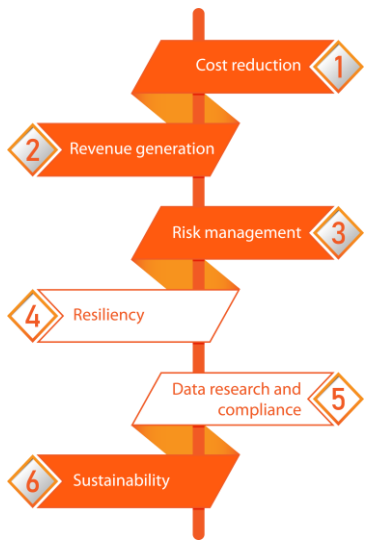 Cost reduction 1
2 Revenue generation
Risk management 3
4 Resiliency
Data research and
compliance 5
6 Sustainability